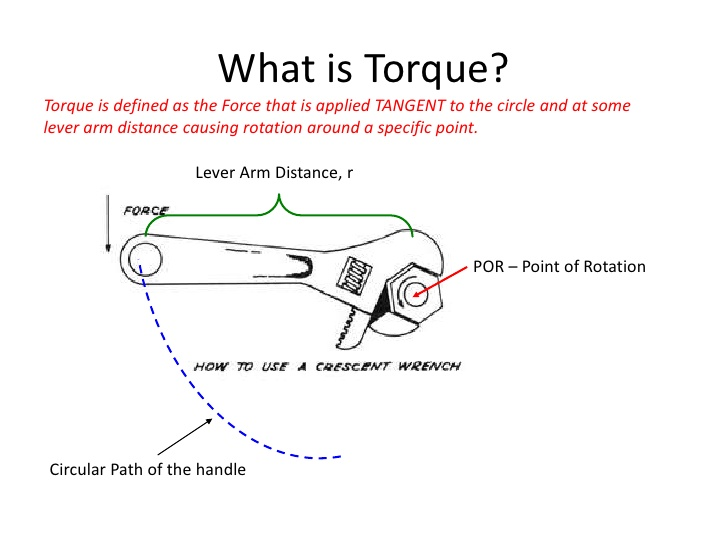 What is Torque?
Torque is defined as the Force that is applied TANGENT to the circle and at some
lever arm distance causing rotation around a specific point.
Lever Arm Distance, r
FORCE
POR – Point of Rotation
HOW TO USE A CRESCENT WRENCH
Circular Path of the handle